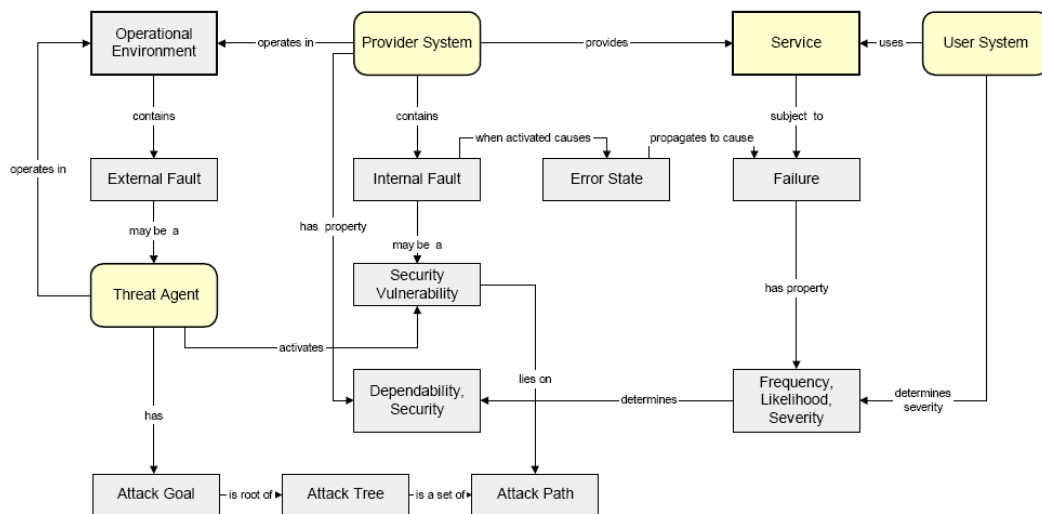 Operational
Environment
operates in
Provider System
provides
Service
uses
User System
contains
contains
subject to
operates in
when activated causes
propagates to cause
External Fault
Internal Fault
Error State
Failure
may be a
has property
may be a
Threat Agent
Security
Vulnerability
has property
activates
lies on
Dependability,
Security
determines
Frequency,
Likelihood,
Severity
determines
severity
has
Attack Goal
is root of
Attack Tree
is a set of
Attack Path